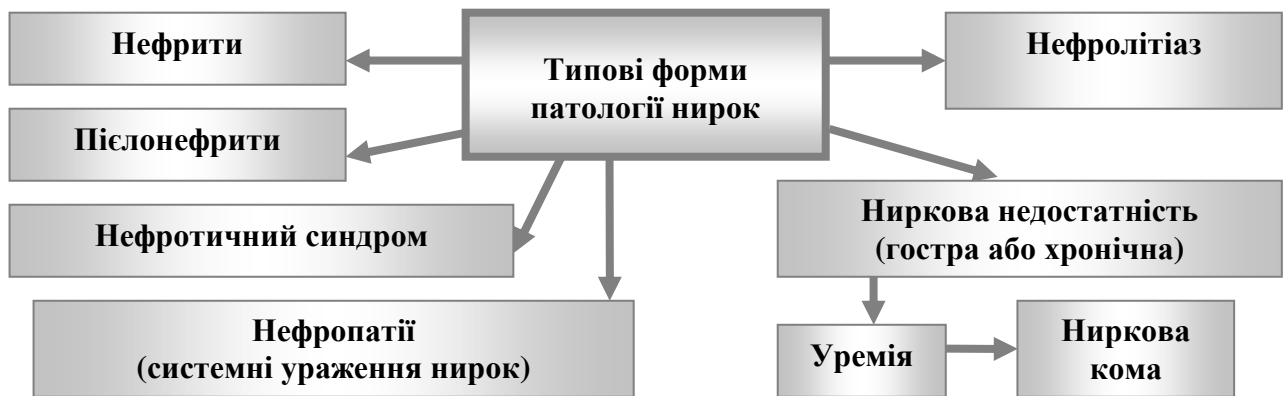 Типові форми
патології нирок
Нефрити
Пієлонефрити
Нефротичний синдром
Нефропатії
(системні ураження нирок)
Нефролітіаз
Ниркова недостатність
(гостра або хронічна)
Уремія
Ниркова
кома